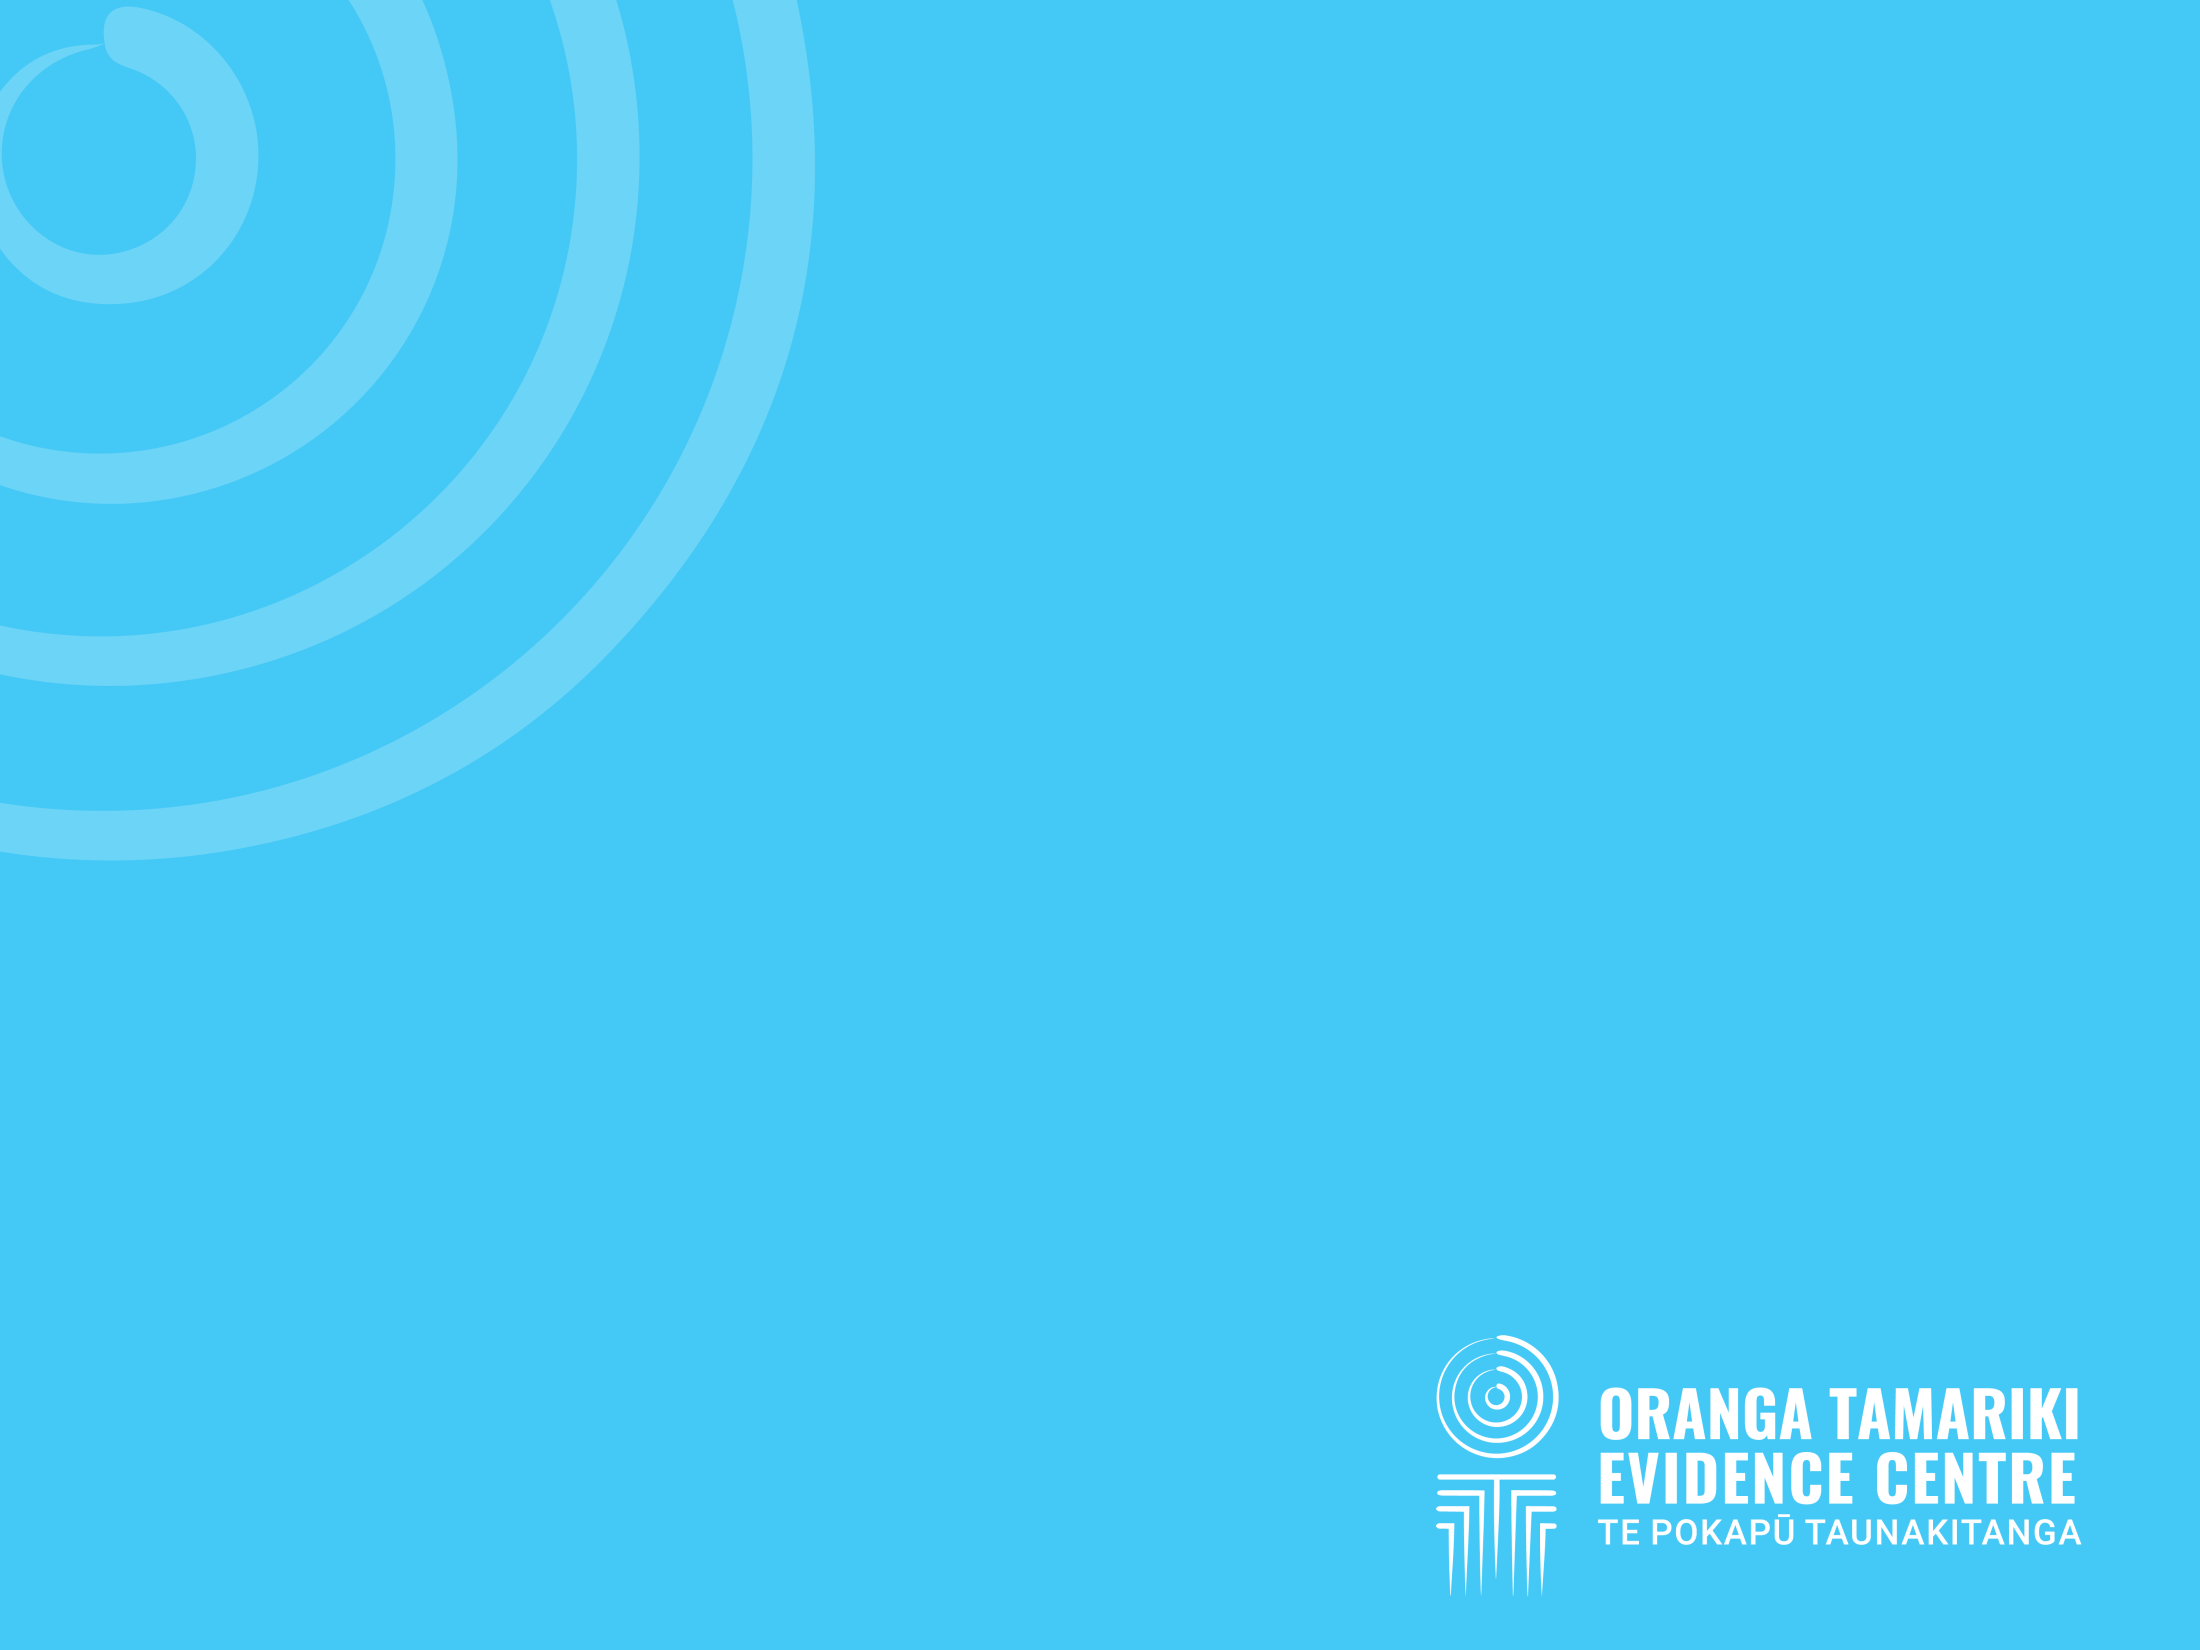 ORANGA TAMARIKI
EVIDENCE CENTRE
TE POKAPŪ TAUNAKITANGA